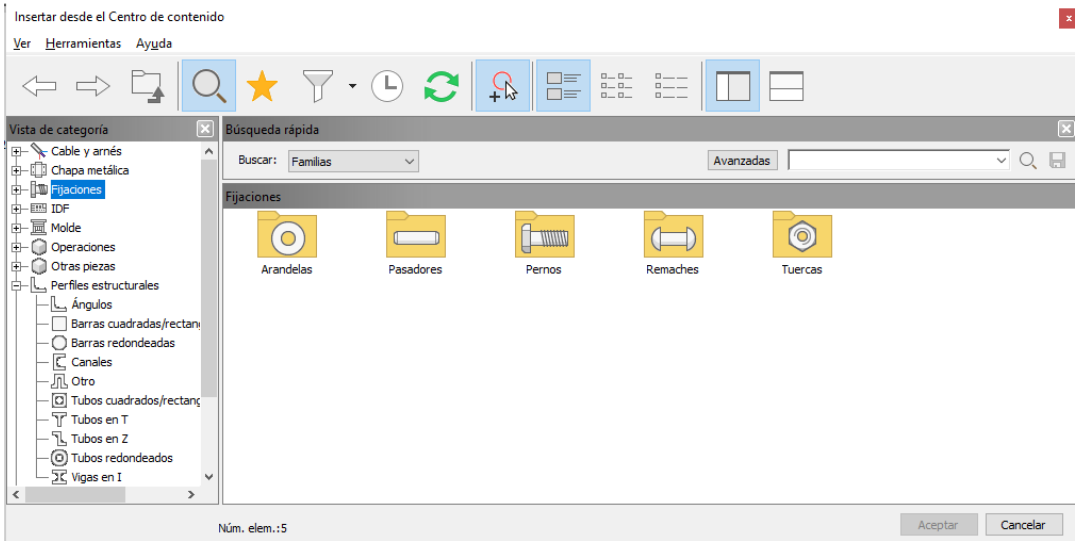 Insertar desde el Centro de contenido
Ver Herramientas Ayuda
Vista de categoría
Cable y arnés
Chapa metálica
Fijaciones
IDF
Molde
Operaciones
Otras piezas
Perfiles estructurales
Ángulos
Barras cuadradas/rectan
Barras redondeadas
Canales
Otro
Tubos cuadrados/rectang
Tubos en T
Tubos en Z
Tubos redondeados
Vigas en I
Búsqueda rápida
Buscar: Familias Avanzadas
Fijaciones
Arandelas Pasadores Pernos Remaches Tuercas
Núm. elem.:5
Aceptar Cancelar